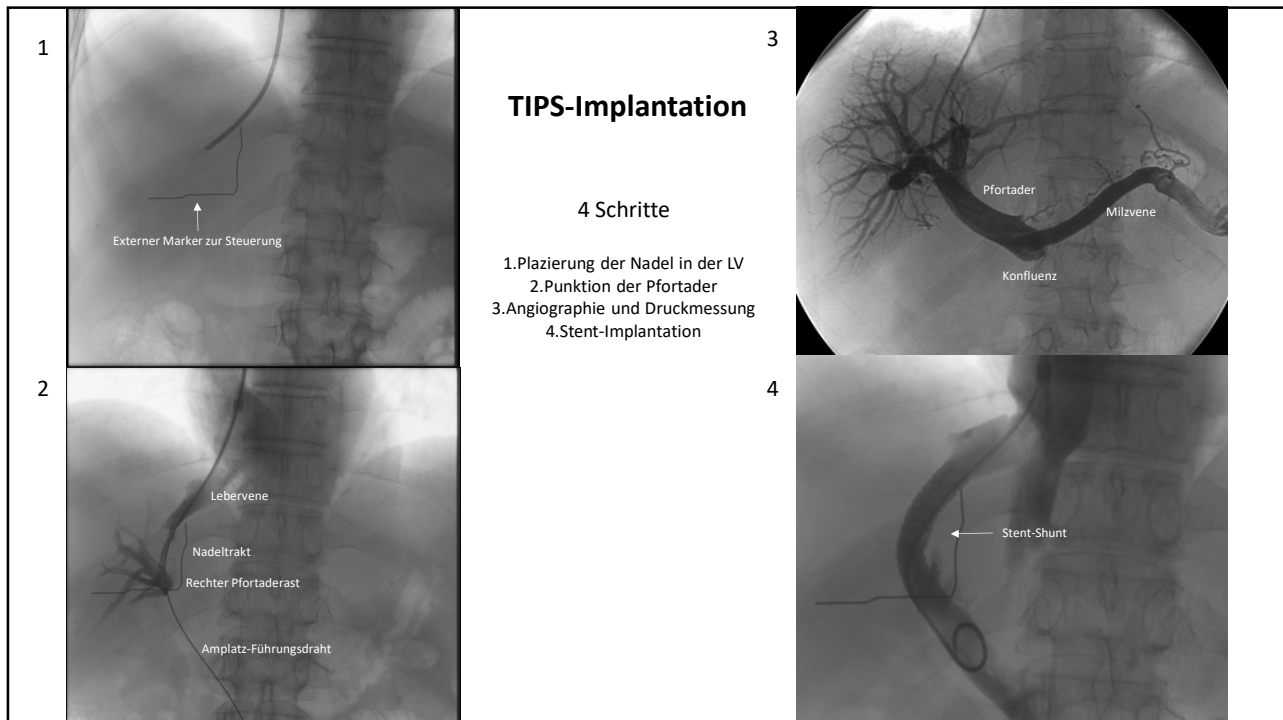 1
Externer Marker zur Steuerung
2
Lebervene
Nadeltrakt
Rechter Pfortaderast
Amplatz-Führungsdraht
TIPS-Implantation
4 Schritte
1.Plazierung der Nadel in der LV
2.Punktion der Pfortader
3.Angiographie und Druckmessung
4.Stent-Implantation
3
Pfortader
Milzvene
Konfluenz
4
Stent-Shunt